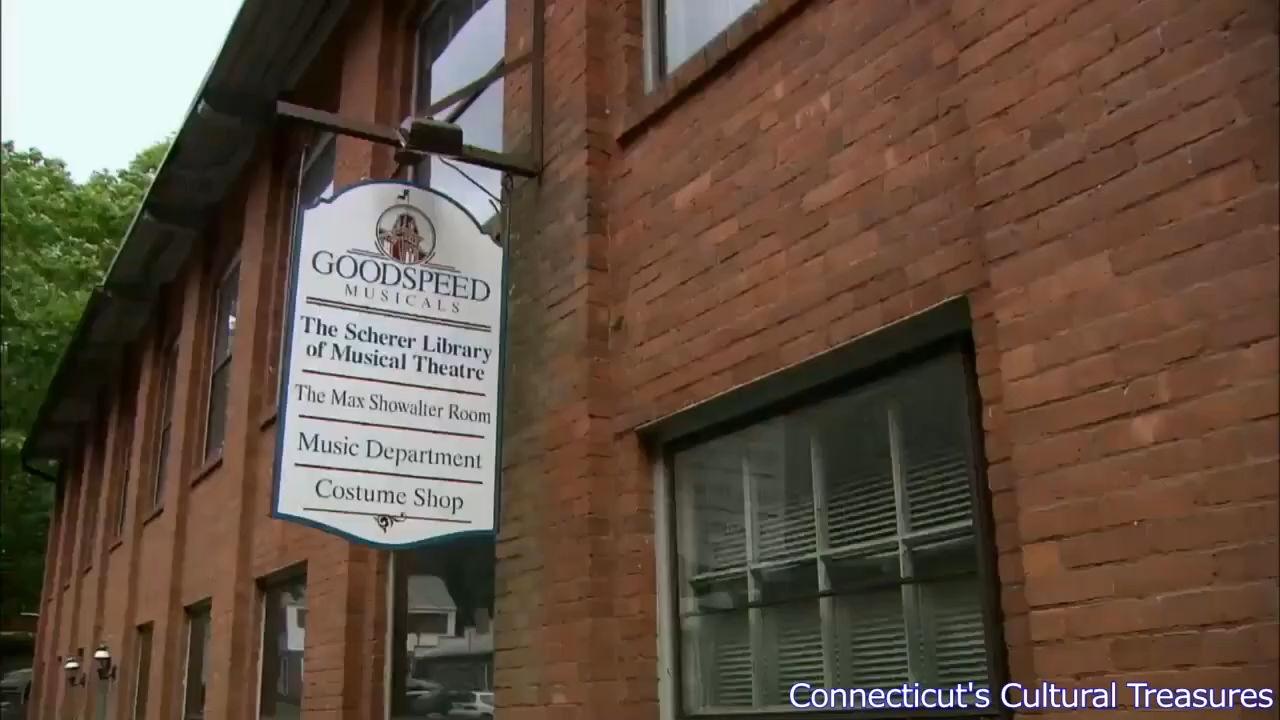 GOODSPEED
MUSICALS
The Scherer Library
of Musical Theatre
The Max Showalter Room
Music Department
Costume Shop
Connecticut's Cultural Treasures